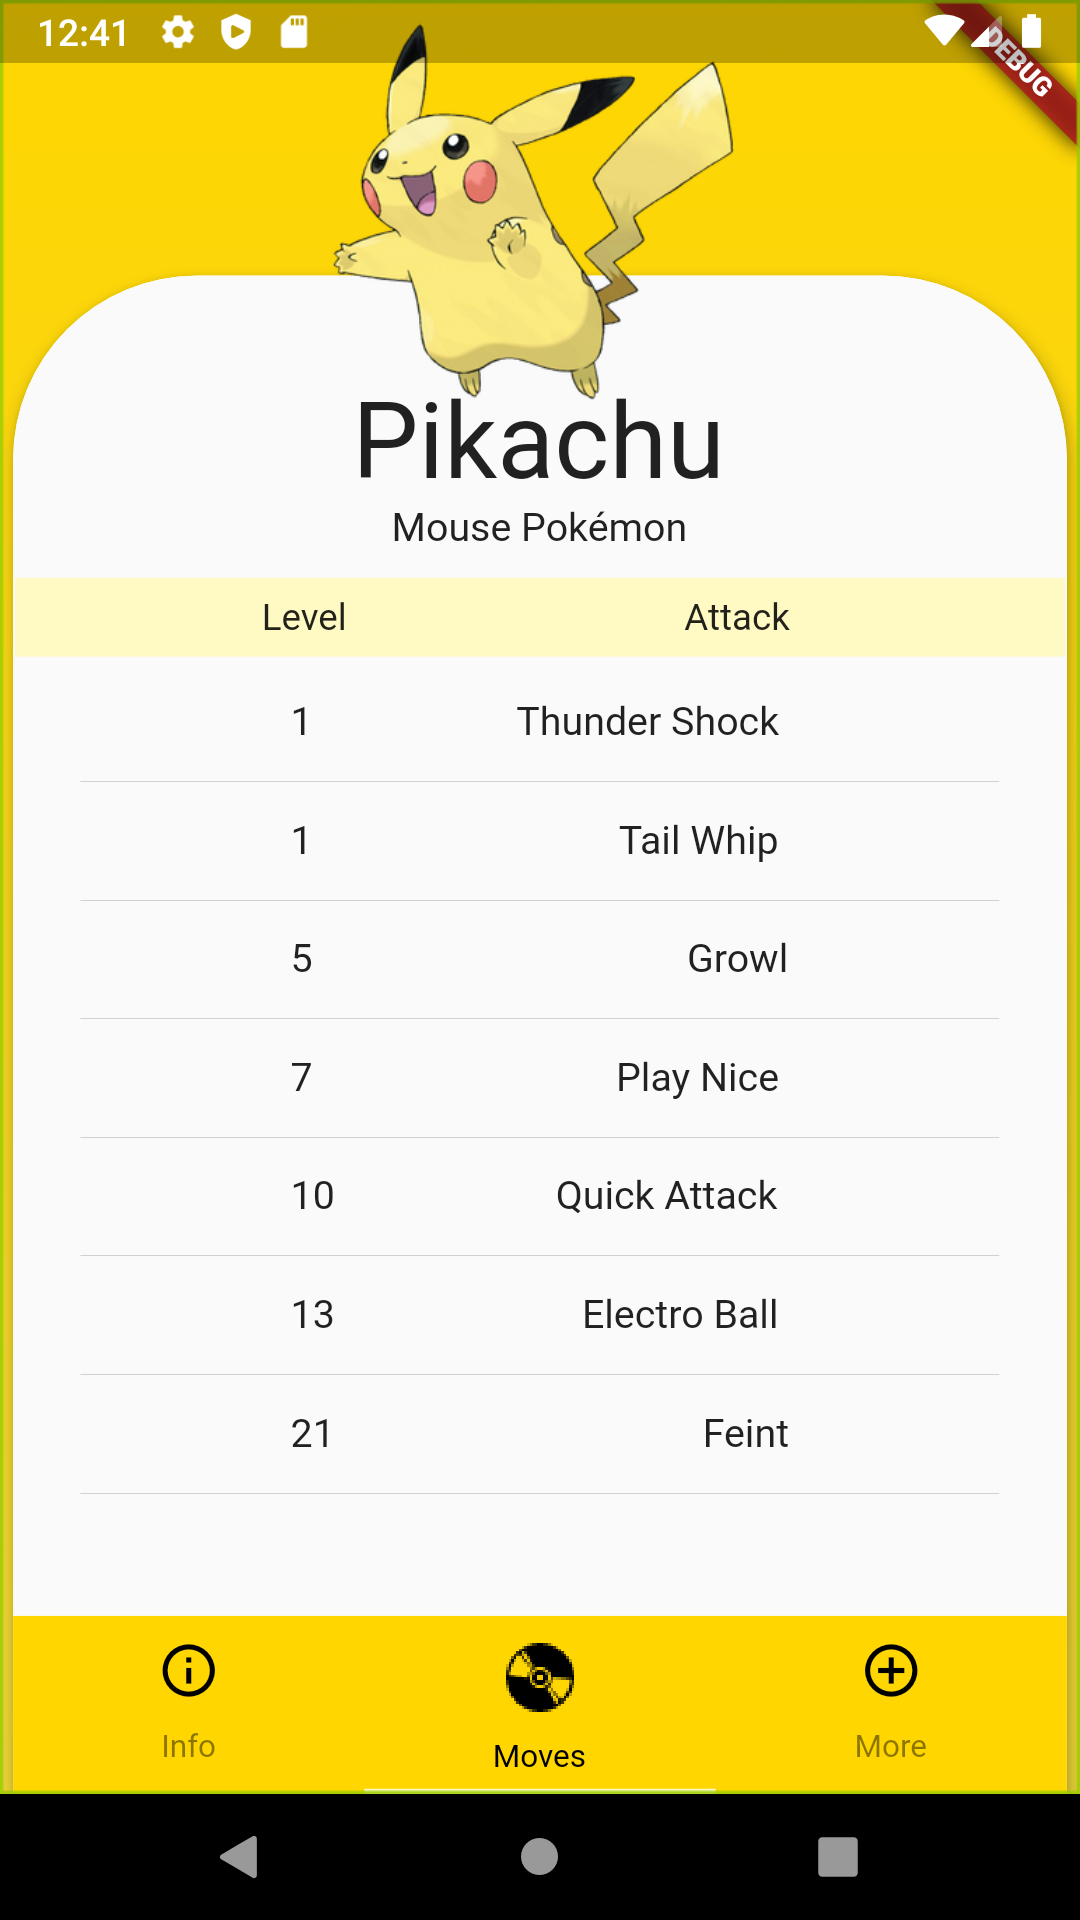 12:41
DEBUG
Pikachu
Mouse Pokémon
Level Attack
1 Thunder Shock
1 Tail Whip
5 Growl
7 Play Nice
10 Quick Attack
13 Electro Ball
21 Feint
Info Moves More